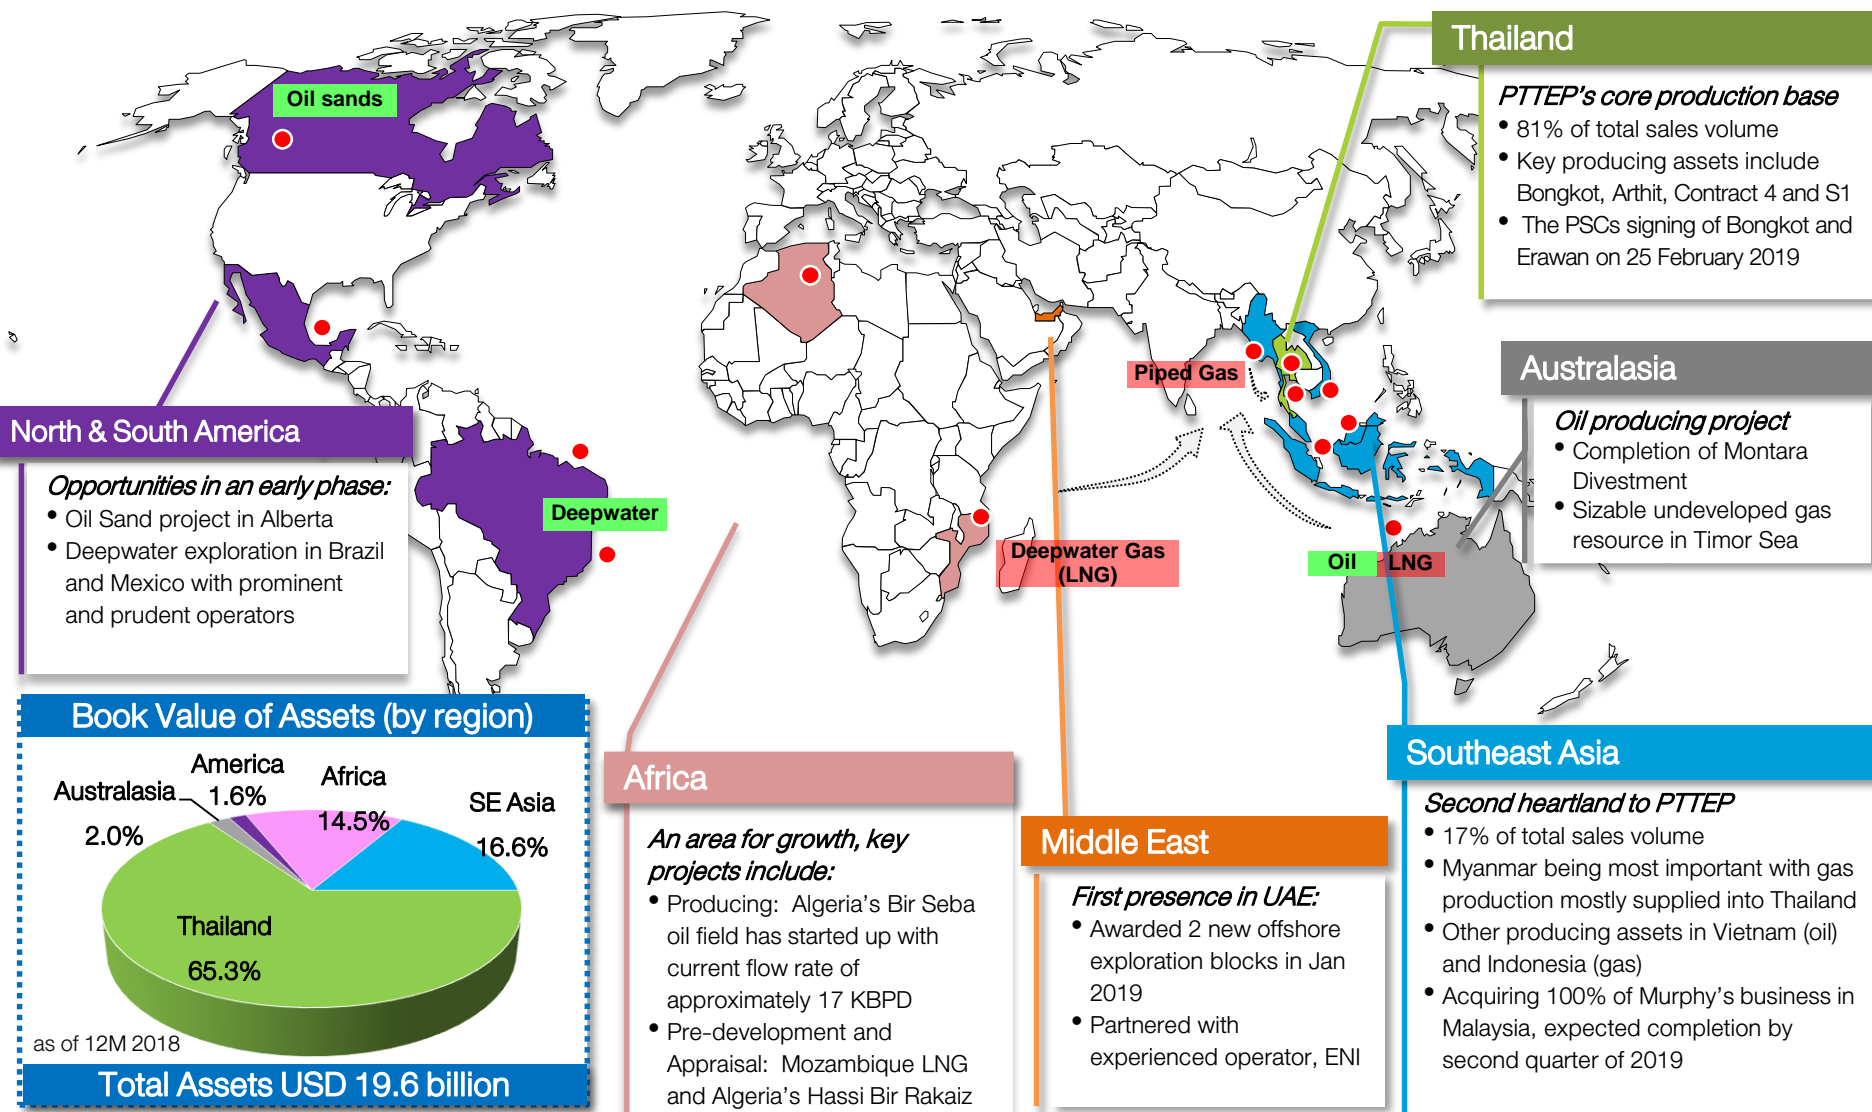 Thailand
PTTEP's core production base
• 81% of total sales volume
• Key producing assets include
Bongkot, Arthit, Contract 4 and S1
• The PSCs signing of Bongkot and
Erawan on 25 February 2019
Oil sands
Piped Gas
Australasia
Oil producing project
• Completion of Montara
Divestment
• Sizable undeveloped gas
resource in Timor Sea
North & South America
Opportunities in an early phase:
• Oil Sand project in Alberta
• Deepwater exploration in Brazil
and Mexico with prominent
and prudent operators
Deepwater
Deepwater Gas
(LNG)
Oil
LNG
Book Value of Assets (by region)
America
1.6%
Africa
14.5%
Australasia
2.0%
SE Asia
16.6%
Thailand
65.3%
as of 12M 2018
Total Assets USD 19.6 billion
Africa
An area for growth, key
projects include:
• Producing: Algeria's Bir Seba
oil field has started up with
current flow rate of
approximately 17 KBPD
• Pre-development and
Appraisal: Mozambique LNG
and Algeria's Hassi Bir Rakaiz
Middle East
First presence in UAE:
• Awarded 2 new offshore
exploration blocks in Jan
2019
• Partnered with
experienced operator, ENI
Southeast Asia
Second heartland to PTTEP
• 17% of total sales volume
• Myanmar being most important with gas
production mostly supplied into Thailand
• Other producing assets in Vietnam (oil)
and Indonesia (gas)
• Acquiring 100% of Murphy's business in
Malaysia, expected completion by
second quarter of 2019